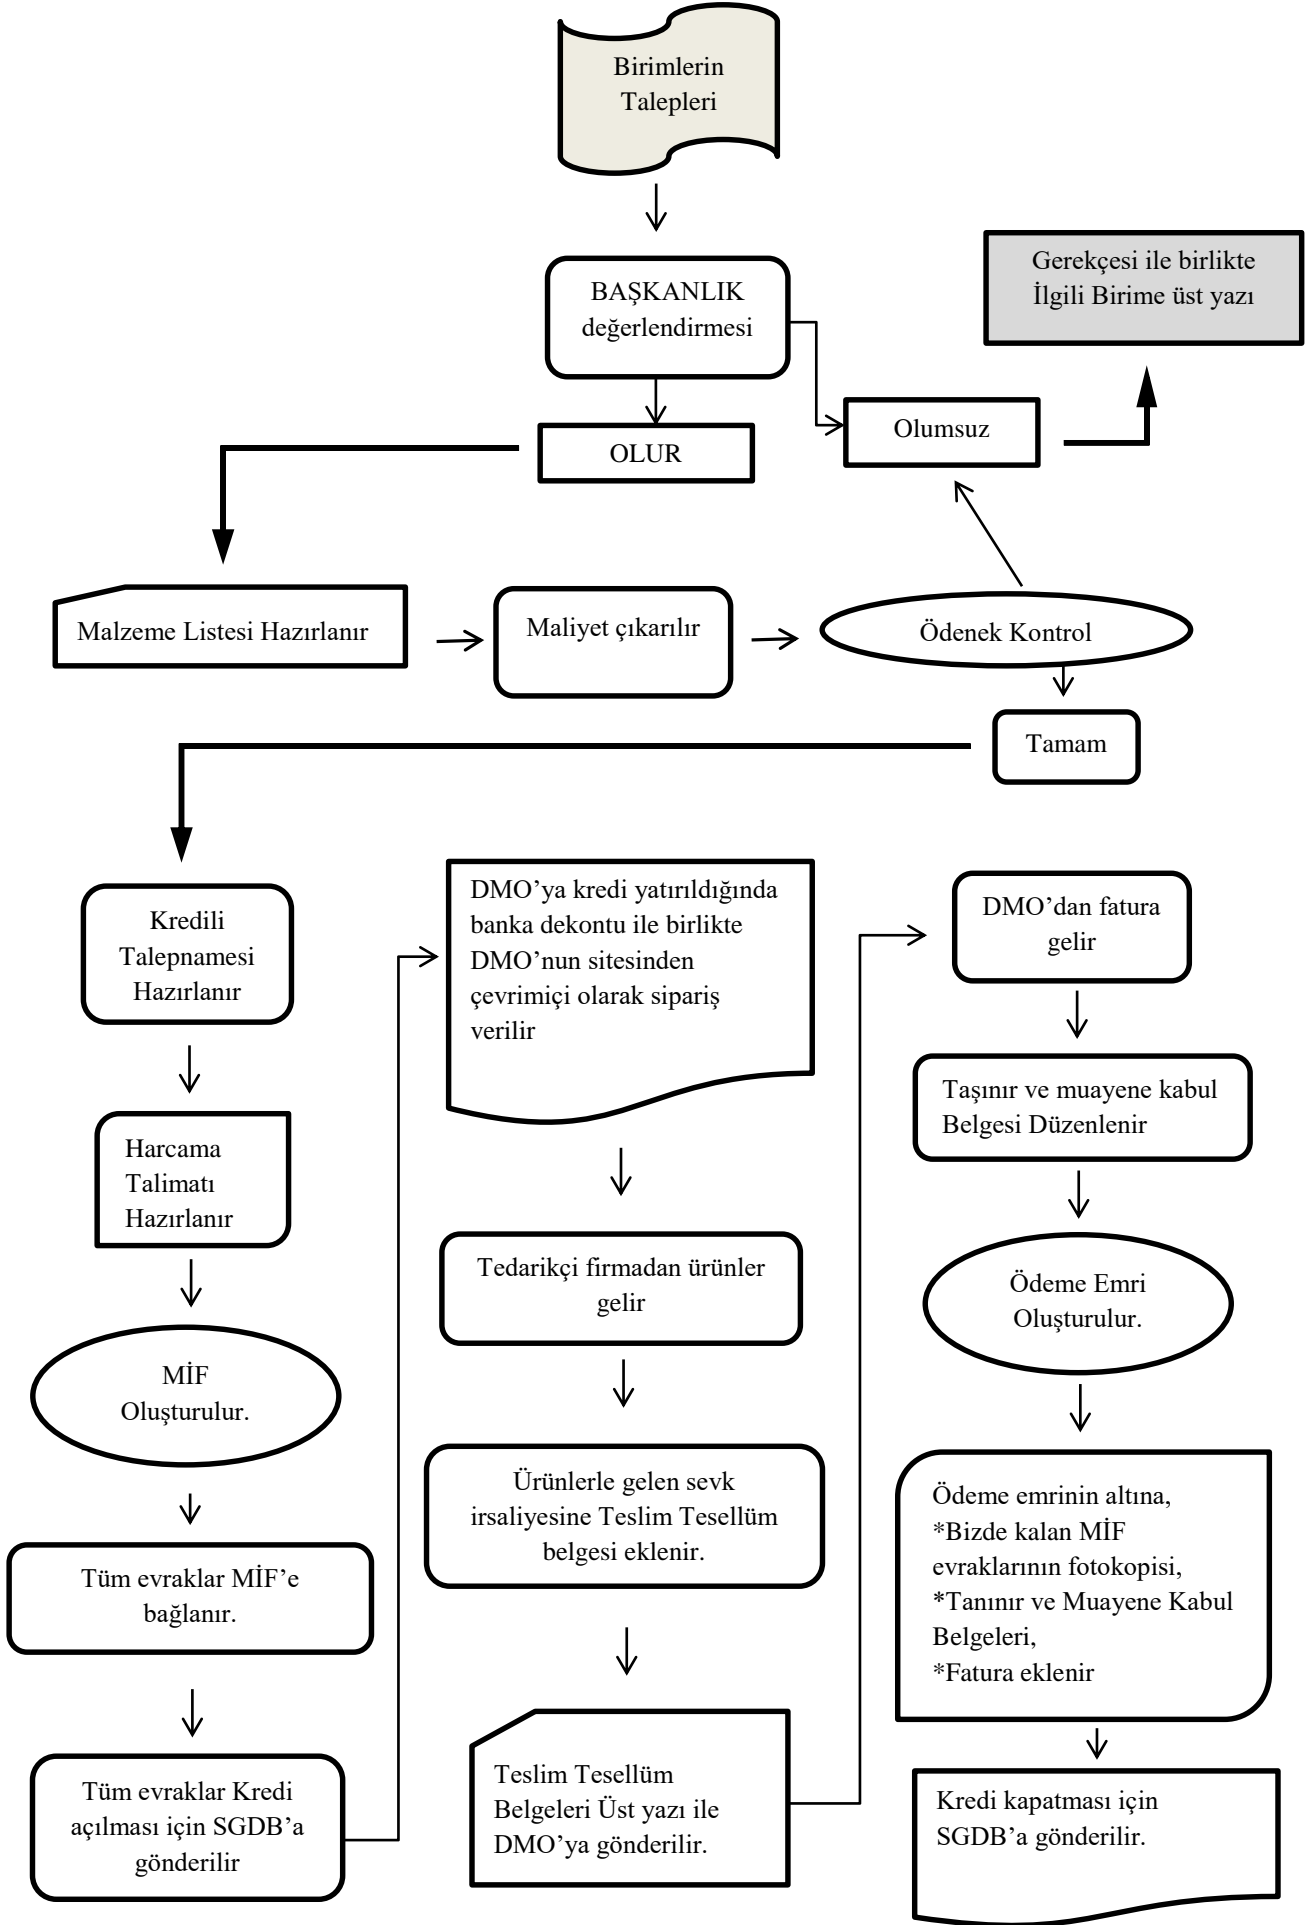 Birimlerin
Talepleri
BAŞKANLIK
değerlendirmesi
Gerekçesi ile birlikte
İlgili Birime üst yazı
Olumsuz
OLUR
Malzeme Listesi Hazırlanır
Maliyet çıkarılır
Ödenek Kontrol
Tamam
Kredili
Talepnamesi
Hazırlanır
Harcama
Talimatı
Hazırlanır
MİF
Oluşturulur.
Tüm evraklar MİF’e
bağlanır.
Tüm evraklar Kredi
açılması için SGDB’a
gönderilir
DMO’ya kredi yatırıldığında
banka dekontu ile birlikte
DMO’nun sitesinden
çevrimiçi olarak sipariş
verilir
Tedarikçi firmadan ürünler
gelir
Ürünlerle gelen sevk
irsaliyesine Teslim Tesellüm
belgesi eklenir.
Teslim Tesellüm
Belgeleri Üst yazı ile
DMO’ya gönderilir.
DMO’dan fatura
gelir
Taşınır ve muayene kabul
Belgesi Düzenlenir
Ödeme Emri
Oluşturulur.
Ödeme emrinin altına,
*Bizde kalan MİF
evraklarının fotokopisi,
*Tanınır ve Muayene Kabul
Belgeleri,
*Fatura eklenir
Kredi kapatması için
SGDB’a gönderilir.